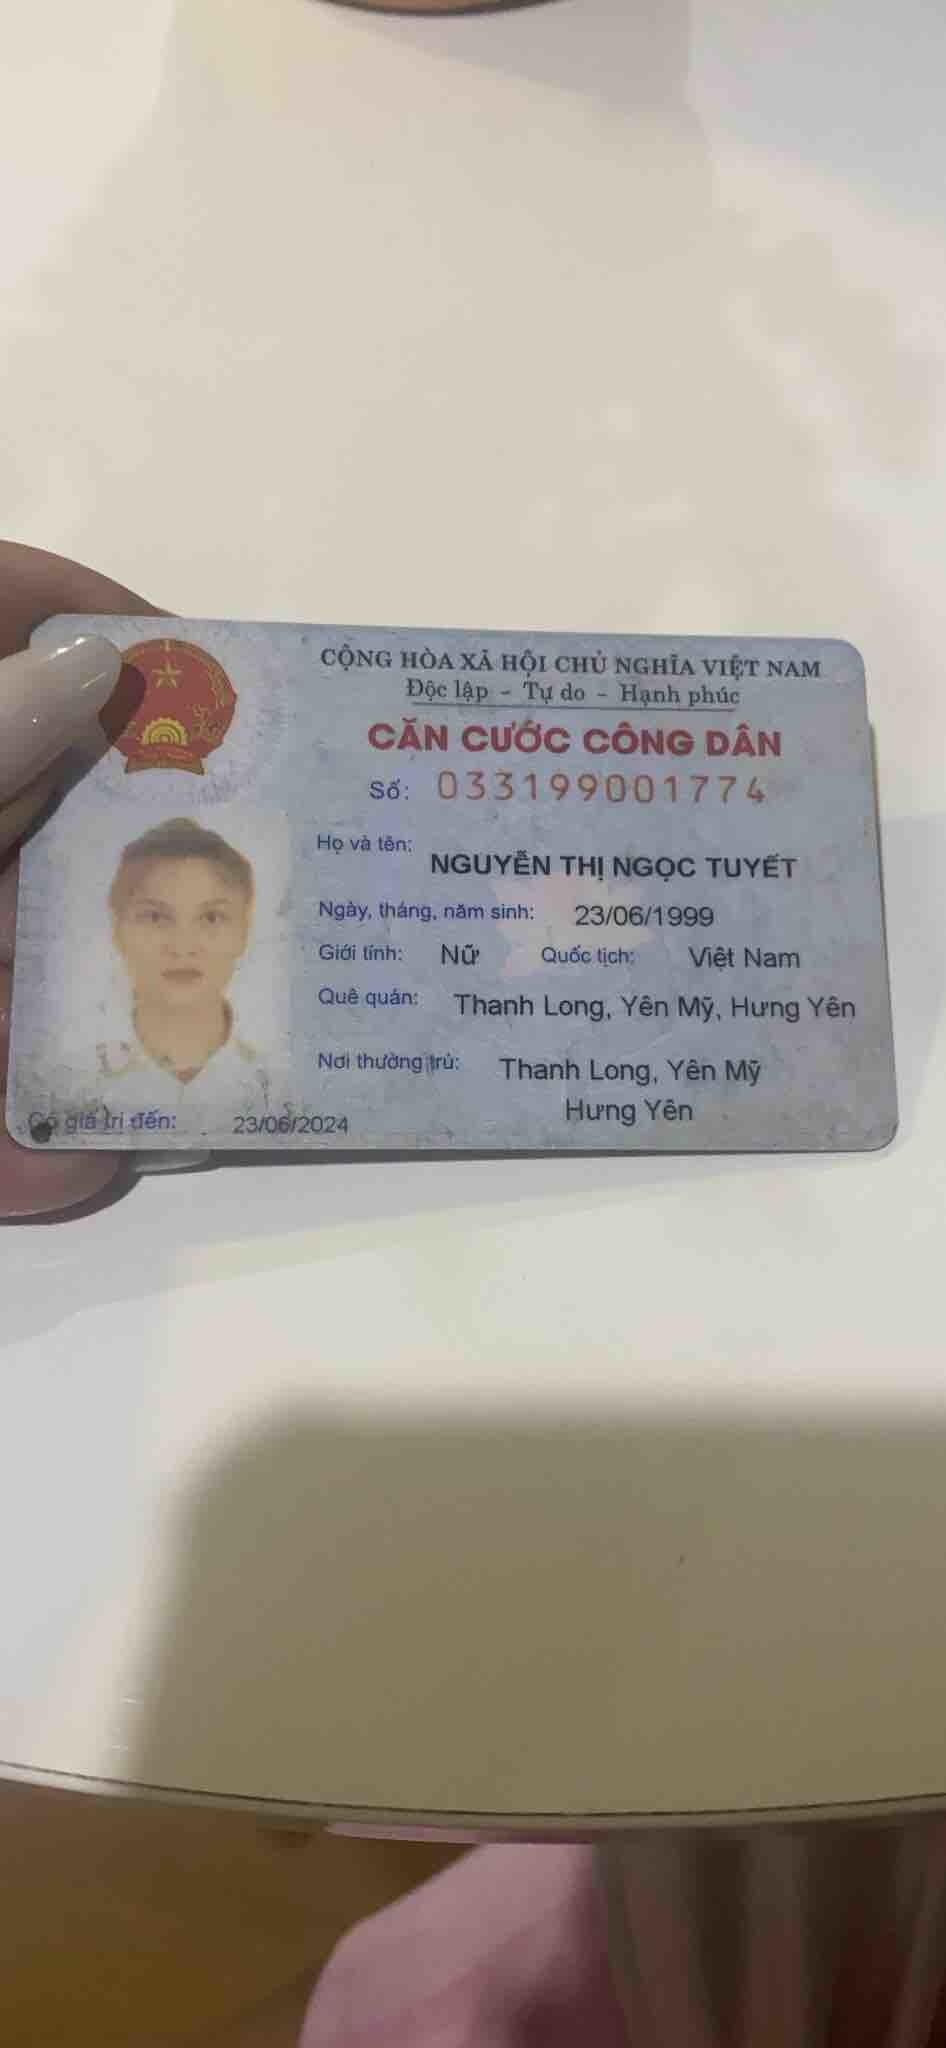 CỘNG HÒA XÃ HỘI CHỦ NGHĨA VIỆT NAM
Độc lập - Tự do - Hạnh phúc
CĂN CƯỚC CÔNG DÂN
Số: 033199001774
Họ và tên: NGUYỄN THỊ NGỌC TUYẾT
Ngày, tháng, năm sinh: 23/06/1999
Giới tính: Nữ Quốc tịch: Việt Nam
Quê quán: Thanh Long, Yên Mỹ, Hưng Yên
Nơi thường trú: Thanh Long, Yên Mỹ
Hưng Yên
Có giá trị đến: 23/06/2024